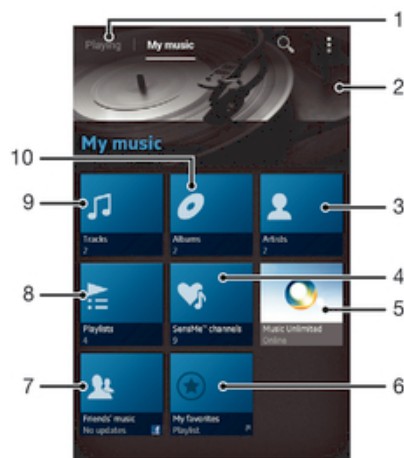 1
Playing | My music
2
My music
10
9
3
Tracks
2
Albums
2
Artists
2
4
8
5
Playlists
4
SensMe™ channels
9
Music Unlimited
Online
7
6
Friends' music
No updates
f
My favorites
Playlist